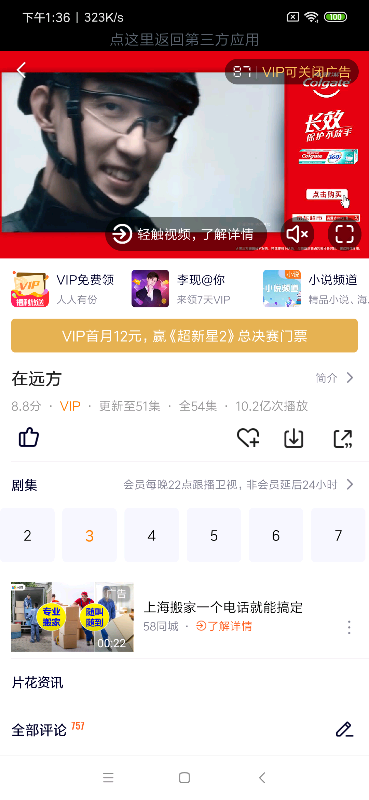 下午1:36 | 323K/s
100
点这里返回第三方应用
87 | VIP可关闭广告
Colgate
长效
保护不放手
Colgate 360°
点击购买
轻触视频，了解详情
VIP
VIP免费领
人人有份
李现@你
来领7天VIP
小说
小说频道
小说频道
精品小说、海
VIP首月12元，赢《超新星2》总决赛门票
在远方
简介
8.8分 · VIP · 更新至51集 · 全54集 · 10.2亿次播放
剧集
会员每晚22点跟播卫视，非会员延后24小时
2 3 4 5 6 7
广告
专业
搬家
随叫
随到
00:22
上海搬家一个电话就能搞定
58同城 · 了解详情
片花资讯
全部评论 757